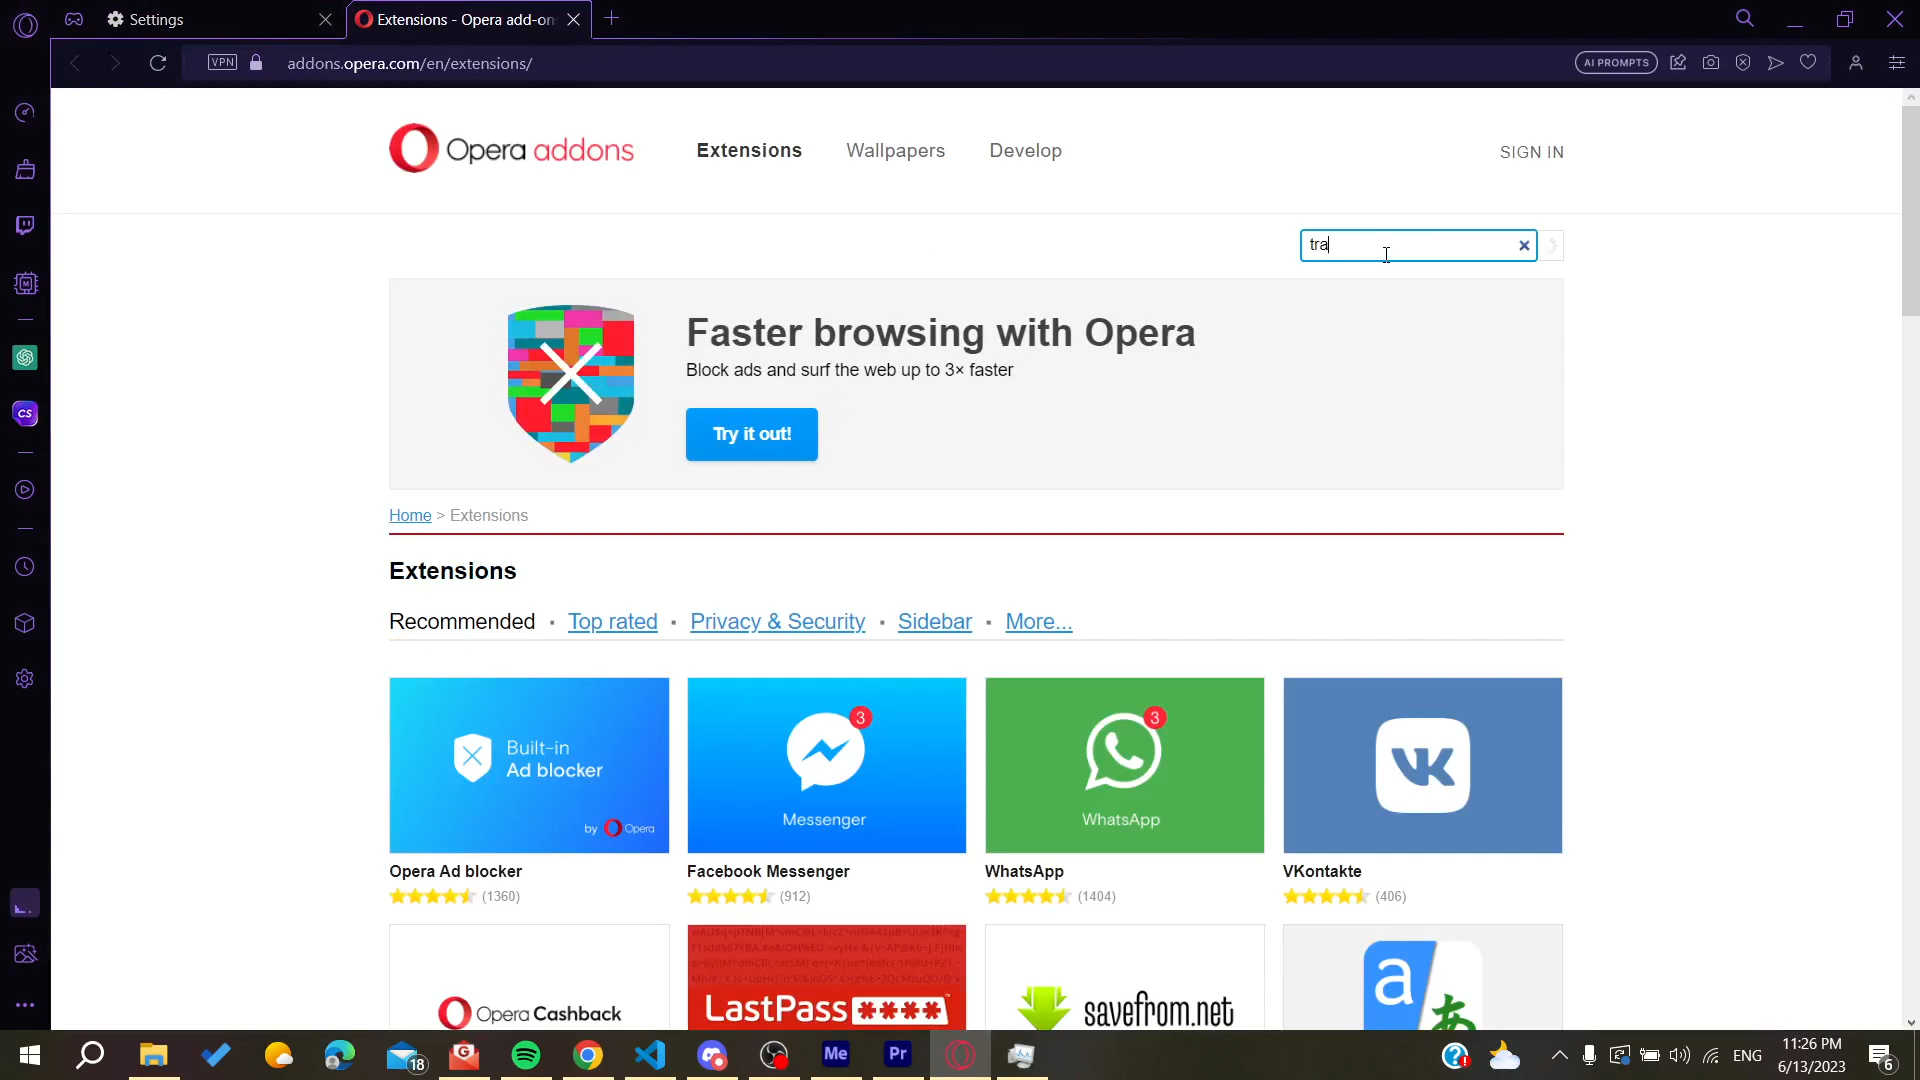 Settings
Extensions - Opera add-on
VPN
addons.opera.com/en/extensions/
AI PROMPTS
Opera addons
Extensions
Wallpapers
Develop
SIGN IN
tra
Faster browsing with Opera
Block ads and surf the web up to 3× faster
Try it out!
Home > Extensions
Extensions
Recommended · Top rated · Privacy & Security · Sidebar · More...
Built-in
Ad blocker
by Opera
3
Messenger
3
WhatsApp
Opera Ad blocker
Facebook Messenger
WhatsApp
VKontakte
(1360)
(912)
(1404)
(406)
Opera Cashback
LastPass ****
savefrom.net
a
あ
CS
18
Me
Pr
ENG
11:26 PM
6/13/2023
6